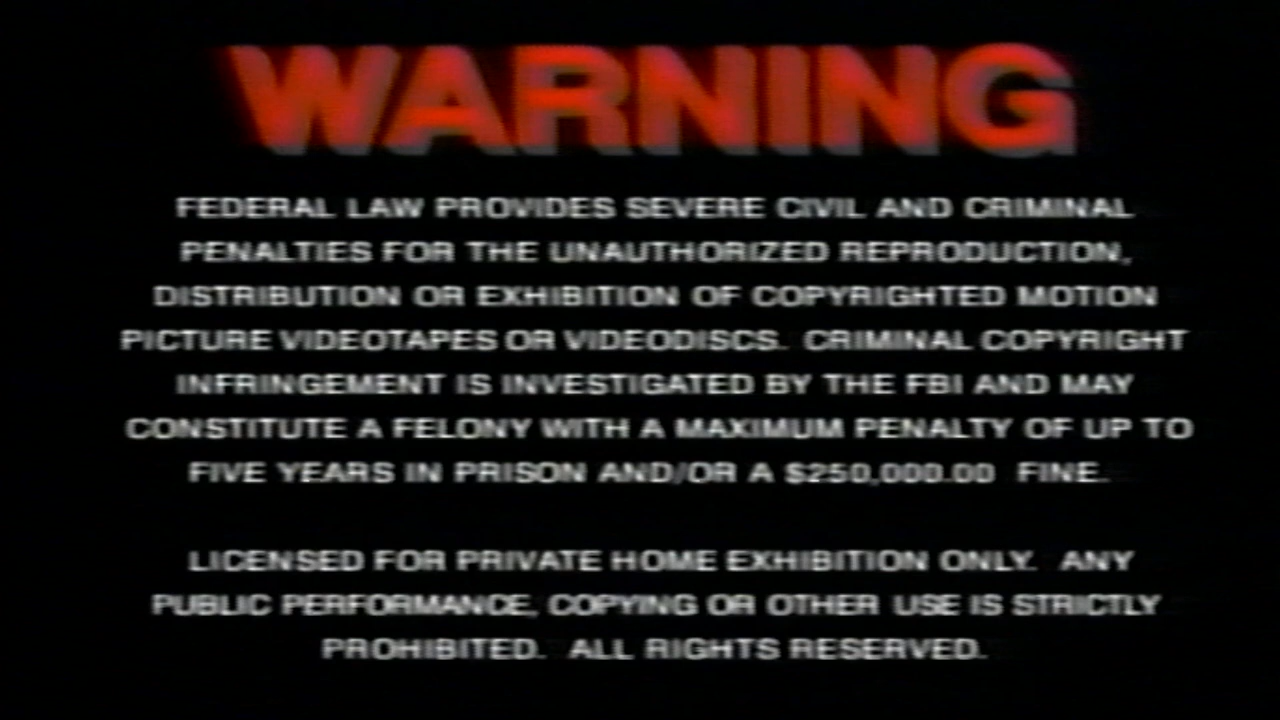 WARNING
FEDERAL LAW PROVIDES SEVERE CIVIL AND CRIMINAL
PENALTIES FOR THE UNAUTHORIZED REPRODUCTION,
DISTRIBUTION OR EXHIBITION OF COPYRIGHTED MOTION
PICTURE VIDEOTAPES OR VIDEODISCS. CRIMINAL COPYRIGHT
INFRINGEMENT IS INVESTIGATED BY THE FBI AND MAY
CONSTITUTE A FELONY WITH A MAXIMUM PENALTY OF UP TO
FIVE YEARS IN PRISON AND/OR A $250,000.00 FINE.
LICENSED FOR PRIVATE HOME EXHIBITION ONLY. ANY
PUBLIC PERFORMANCE, COPYING OR OTHER USE IS STRICTLY
PROHIBITED. ALL RIGHTS RESERVED.